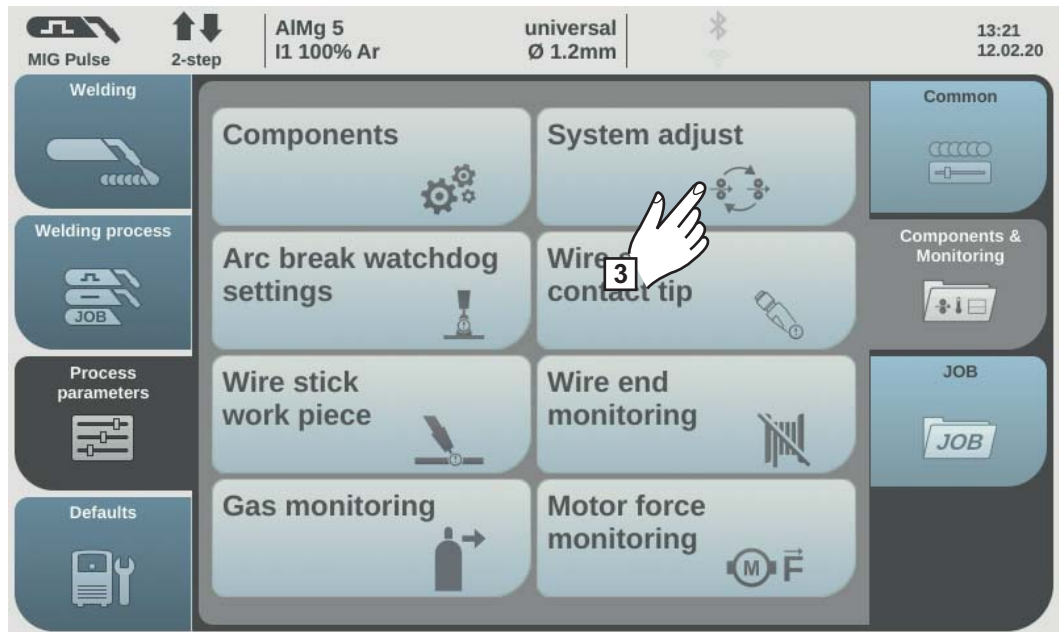 MIG Pulse
2-step
AlMg 5
I1 100% Ar
universal
Ø 1.2mm
13:21
12.02.20
Welding
Welding process
JOB
Process
parameters
Defaults
Components
System adjust
Arc break watchdog
settings
Wire
contact tip
3
Wire stick
work piece
Wire end
monitoring
Gas monitoring
Motor force
monitoring
M F
Common
Components &
Monitoring
JOB
JOB